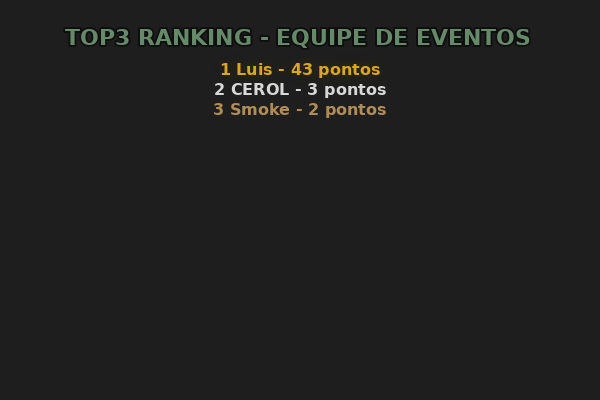 TOP3 RANKING - EQUIPE DE EVENTOS
1 Luis - 43 pontos
2 CEROL - 3 pontos
3 Smoke - 2 pontos